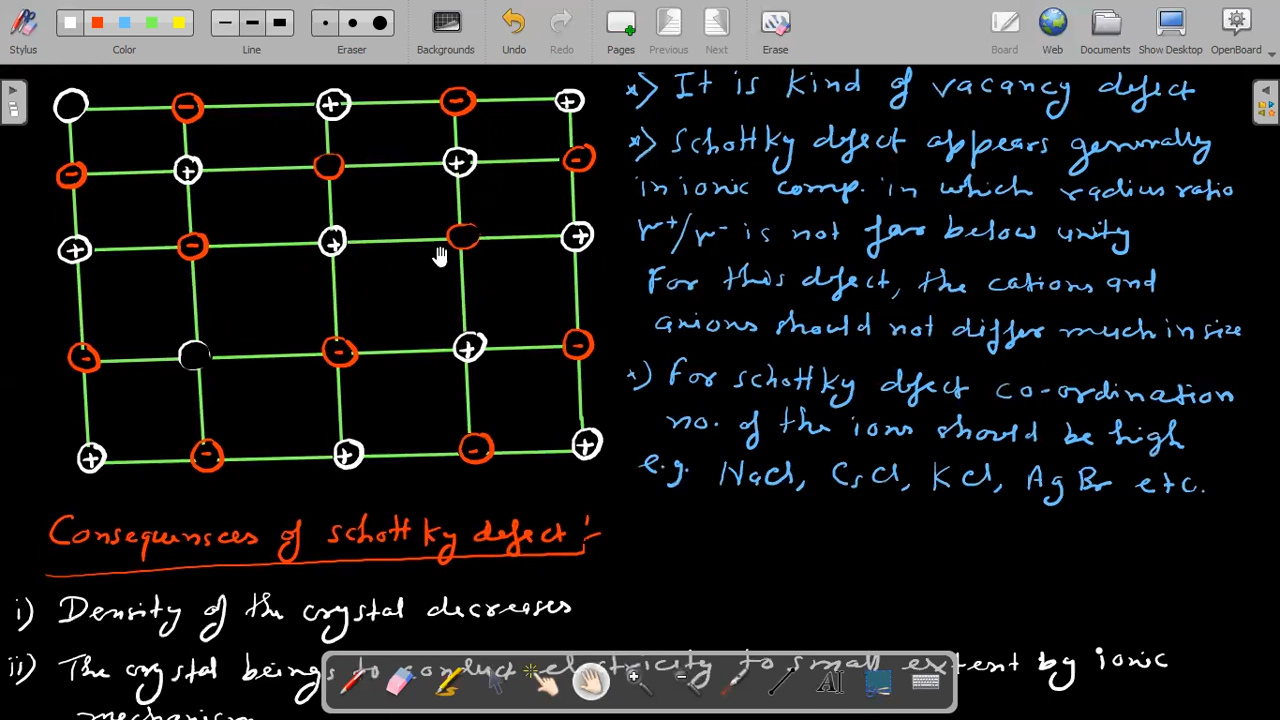 Stylus
Color
Line
Eraser
Backgrounds
Undo
Redo
Pages
Previous
Next
Erase
Board
Web
Documents
Show Desktop
OpenBoard
- + - +
- + + -
+ - + +
- - + -
+ - + - +
*) It is kind of vacancy defect
*) Schottky defect appears generally
in ionic comp. in which radius ratio
r+/r- is not far below unity
For this defect, the cations and
anions should not differ much in size
*) For schottky defect co-ordination
no. of the ions should be high
e.g. NaCl, CsCl, KCl, AgBr etc.
Consequnsces of schottky defect :-
i) Density of the crystal decreases
ii) The crystal beings to conduct electricity to small extent by ionic
mechanism